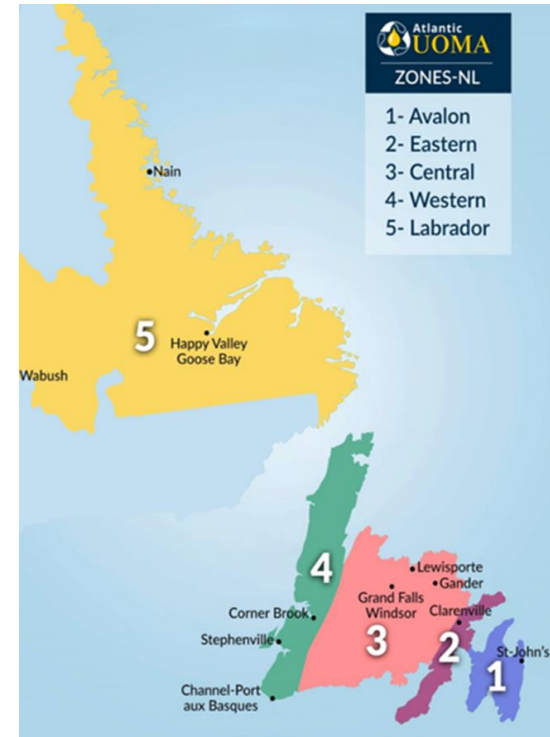 Atlantic
UOMA
ZONES-NL
1- Avalon
2- Eastern
3- Central
4- Western
5- Labrador
Nain
5
Happy Valley
Goose Bay
Wabush
4
Lewisporte
Gander
Grand Falls
Windsor
Corner Brook
Clarenville
Stephenville
3
2
St-John's
1
Channel-Port
aux Basques